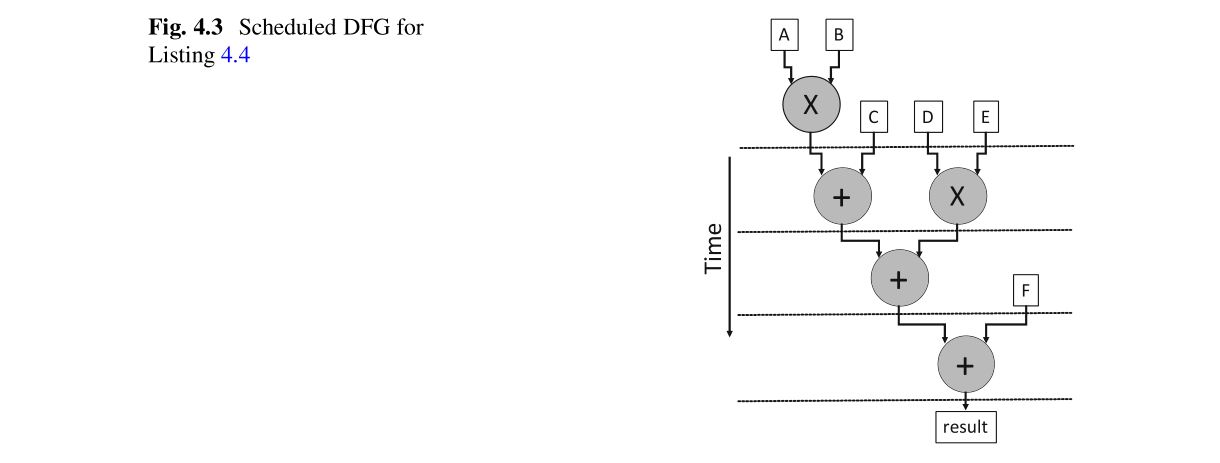 Fig. 4.3 Scheduled DFG for
Listing 4.4
A B
X
C D E
+ X
Time
+
F
+
result